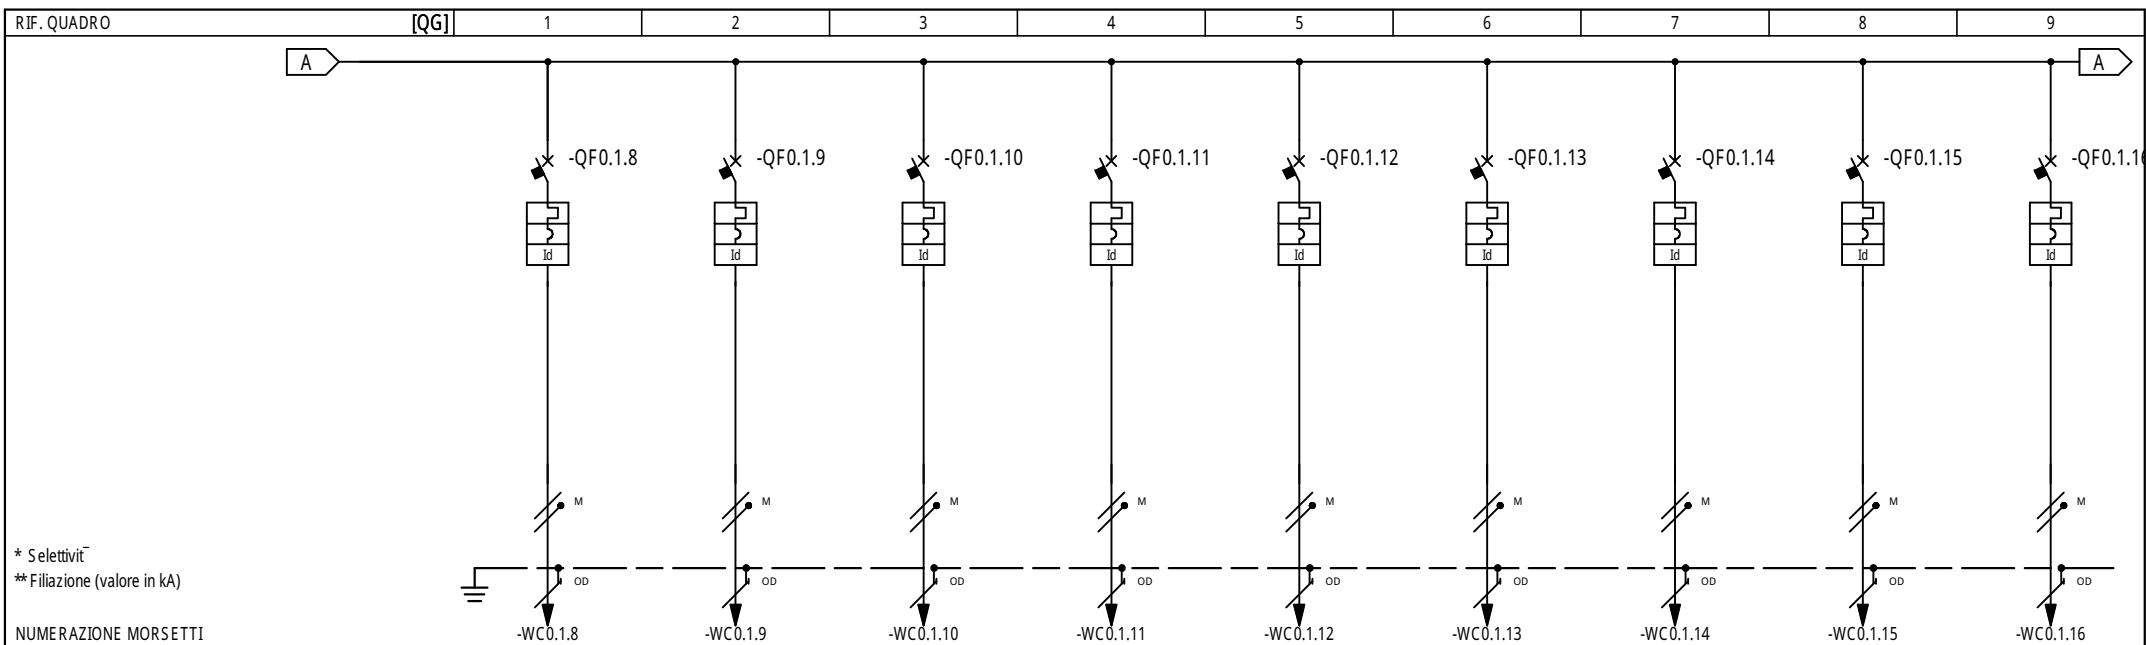 RIF. QUADRO [QG] 1 2 3 4 5 6 7 8 9
A A
-QF0.1.8 -QF0.1.9 -QF0.1.10 -QF0.1.11 -QF0.1.12 -QF0.1.13 -QF0.1.14 -QF0.1.15 -QF0.1.16
Id Id Id Id Id Id Id Id Id
M M M M M M M M M
* Selettivit¯
** Filiazione (valore in kA)
OD OD OD OD OD OD OD OD OD
NUMERAZIONE MORSETTI -WC0.1.8 -WC0.1.9 -WC0.1.10 -WC0.1.11 -WC0.1.12 -WC0.1.13 -WC0.1.14 -WC0.1.15 -WC0.1.16